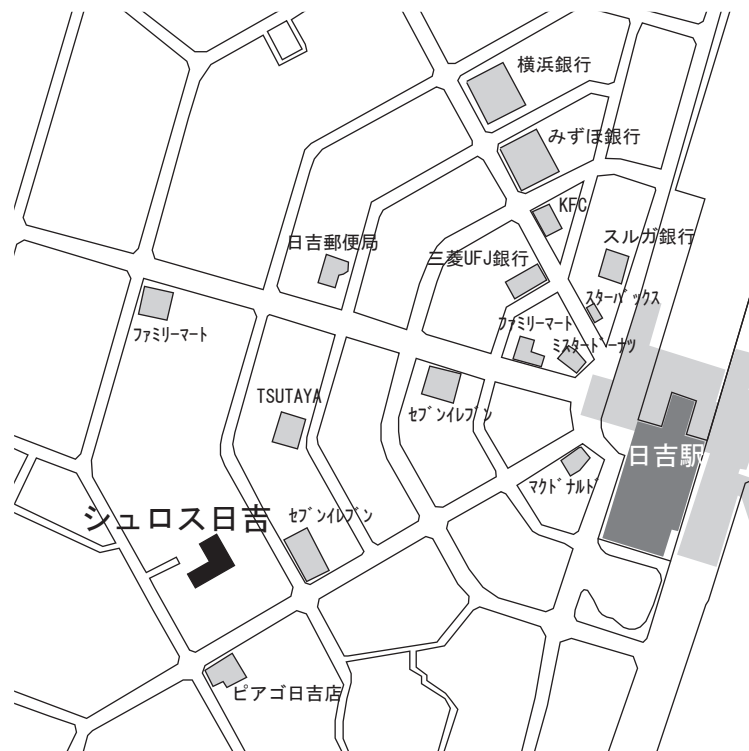 横浜銀行
みずほ銀行
KFC
スルガ銀行
日吉郵便局
三菱UFJ銀行
スターバックス
ファミリーマート
ファミリーマート
ミスタードーナツ
TSUTAYA
セブンイレブン
日吉駅
マクドナルド
シュロス日吉
セブンイレブン
ピアゴ日吉店